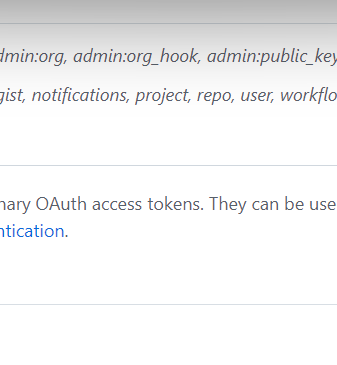 dmin:org, admin:org_hook, admin:public_key
gist, notifications, project, repo, user, workflo
nary OAuth access tokens. They can be use
ntication.